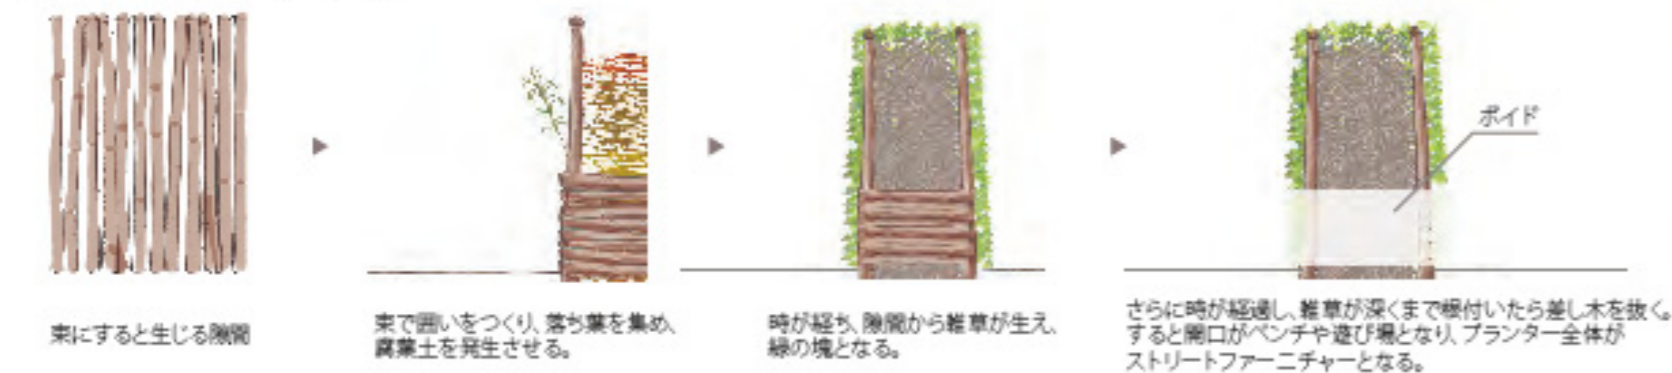 束にすると生じる隙間
束で囲いをつくり、落ち葉を集め、
腐葉土を発生させる。
時が経ち、隙間から雑草が生え、
緑の塊となる。
ボイド
さらに時が経過し、雑草が深くまで根付いたら差し木を抜く。
すると開口がベンチや遊び場となり、プランター全体が
ストリートファーニチャーとなる。